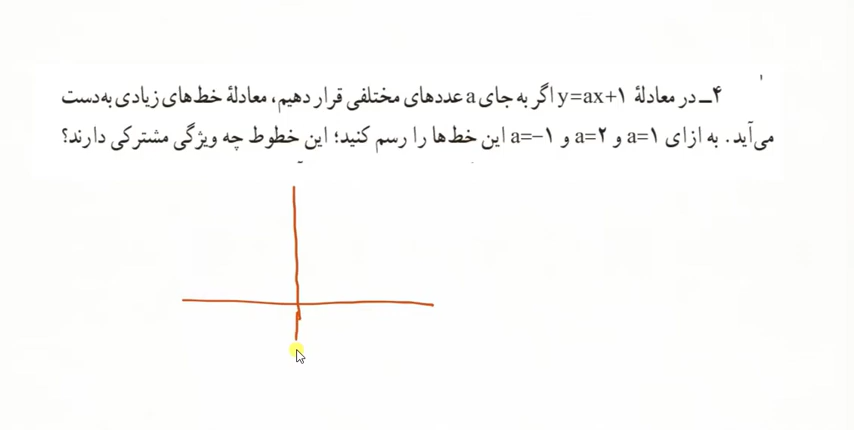 ۴ــ در معادلهٔ y=ax+۱ اگر به جای a عددهای مختلفی قرار دهیم، معادلهٔ خط‌های زیادی به‌دست
می‌آید. به ازای a=۱ و a=۲ و a=−۱ این خط‌ها را رسم کنید؛ این خطوط چه ویژگی مشترکی دارند؟